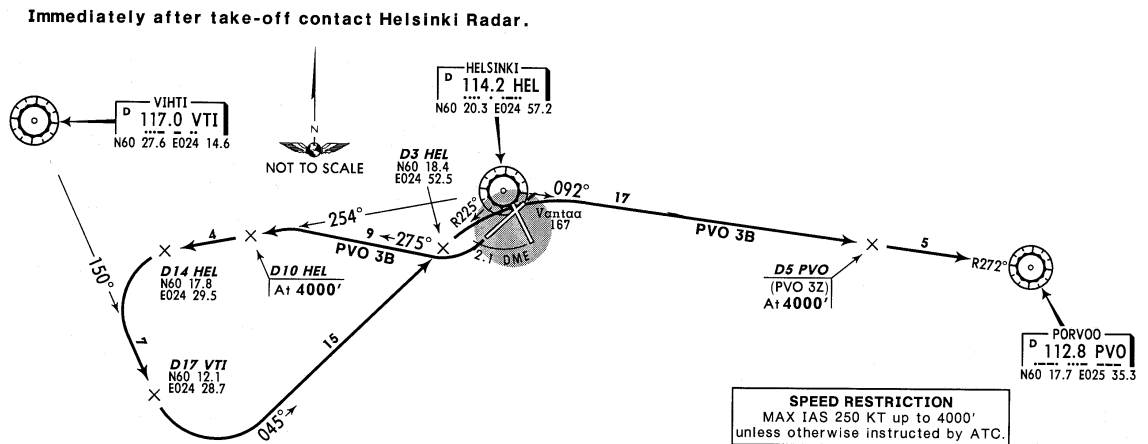 Immediately after take-off contact Helsinki Radar.
VIHTI
D 117.0 VTI
N60 27.6 E024 14.6
N
NOT TO SCALE
HELSINKI
D 114.2 HEL
N60 20.3 E024 57.2
D3 HEL
N60 18.4
E024 52.5
R225°
092°
17
Vantaa
167
2.1 DME
PVO 3B
254°
9
275°
PVO 3B
4
D14 HEL
N60 17.8
E024 29.5
D10 HEL
At 4000'
150°
7
D17 VTI
N60 12.1
E024 28.7
15
045°
D5 PVO
(PVO 3Z)
At 4000'
5
R272°
PORVOO
D 112.8 PVO
N60 17.7 E025 35.3
SPEED RESTRICTION
MAX IAS 250 KT up to 4000'
unless otherwise instructed by ATC.